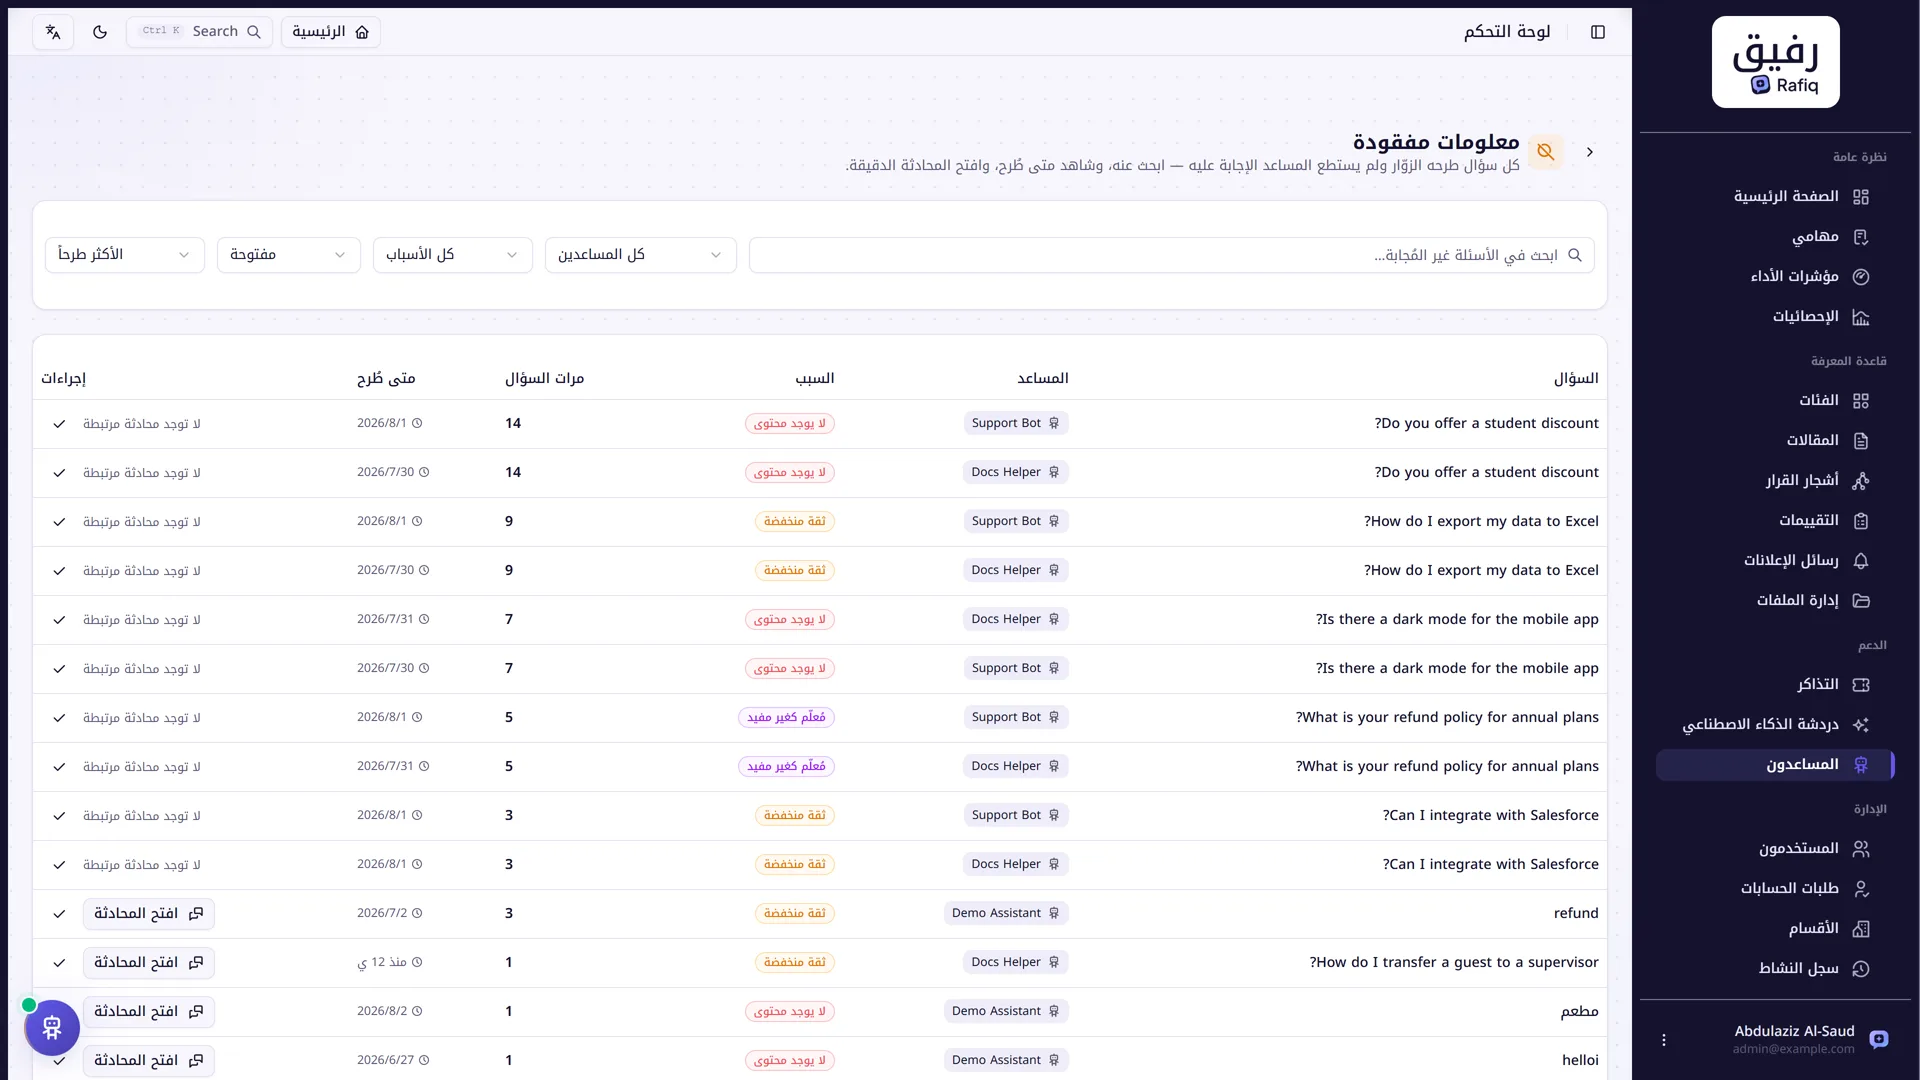 لوحة التحكم
الرئيسية
Search
Ctrl K
رفيق
Rafiq
نظرة عامة
الصفحة الرئيسية
مهامي
مؤشرات الأداء
الإحصائيات
قاعدة المعرفة
الفئات
المقالات
أشجار القرار
التقييمات
رسائل الإعلانات
إدارة الملفات
الدعم
التذاكر
دردشة الذكاء الاصطناعي
المساعدون
الإدارة
المستخدمون
طلبات الحسابات
الأقسام
سجل النشاط
Abdulaziz Al-Saud
admin@example.com
معلومات مفقودة
كل سؤال طرحه الزوّار ولم يستطع المساعد الإجابة عليه — ابحث عنه، وشاهد متى طُرح، وافتح المحادثة الدقيقة.
ابحث في الأسئلة غير المُجابة...
كل المساعدين
كل الأسباب
مفتوحة
الأكثر طرحاً
السؤال المساعد السبب مرات السؤال متى طُرح إجراءات
?Do you offer a student discount Support Bot لا يوجد محتوى 14 2026/8/1 لا توجد محادثة مرتبطة
?Do you offer a student discount Docs Helper لا يوجد محتوى 14 2026/7/30 لا توجد محادثة مرتبطة
?How do I export my data to Excel Support Bot ثقة منخفضة 9 2026/8/1 لا توجد محادثة مرتبطة
?How do I export my data to Excel Docs Helper ثقة منخفضة 9 2026/7/30 لا توجد محادثة مرتبطة
?Is there a dark mode for the mobile app Docs Helper لا يوجد محتوى 7 2026/7/31 لا توجد محادثة مرتبطة
?Is there a dark mode for the mobile app Support Bot لا يوجد محتوى 7 2026/7/30 لا توجد محادثة مرتبطة
?What is your refund policy for annual plans Support Bot مُعلّم كغير مفيد 5 2026/8/1 لا توجد محادثة مرتبطة
?What is your refund policy for annual plans Docs Helper مُعلّم كغير مفيد 5 2026/7/31 لا توجد محادثة مرتبطة
?Can I integrate with Salesforce Support Bot ثقة منخفضة 3 2026/8/1 لا توجد محادثة مرتبطة
?Can I integrate with Salesforce Docs Helper ثقة منخفضة 3 2026/8/1 لا توجد محادثة مرتبطة
refund Demo Assistant ثقة منخفضة 3 2026/7/2 افتح المحادثة
?How do I transfer a guest to a supervisor Docs Helper ثقة منخفضة 1 منذ 12 ي افتح المحادثة
مطعم Demo Assistant لا يوجد محتوى 1 2026/8/2 افتح المحادثة
helloi Demo Assistant لا يوجد محتوى 1 2026/6/27 افتح المحادثة